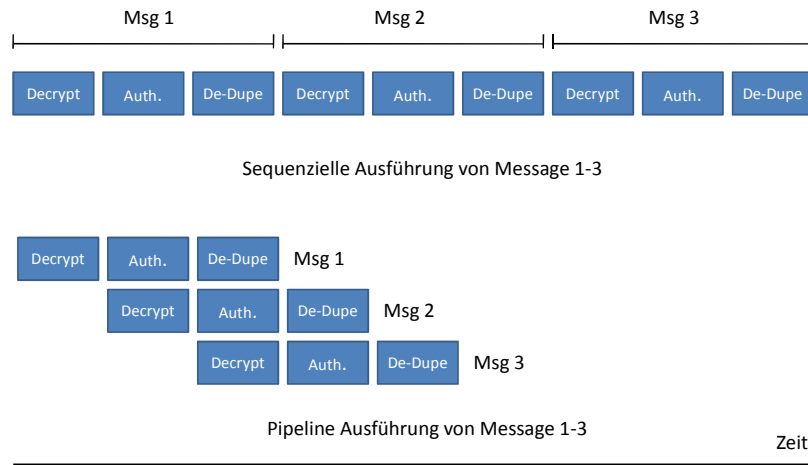 Msg 1 Msg 2 Msg 3
Decrypt Auth. De-Dupe Decrypt Auth. De-Dupe Decrypt Auth. De-Dupe
Sequenzielle Ausführung von Message 1-3
Decrypt Auth. De-Dupe Msg 1
Decrypt Auth. De-Dupe Msg 2
Decrypt Auth. De-Dupe Msg 3
Pipeline Ausführung von Message 1-3
Zeit